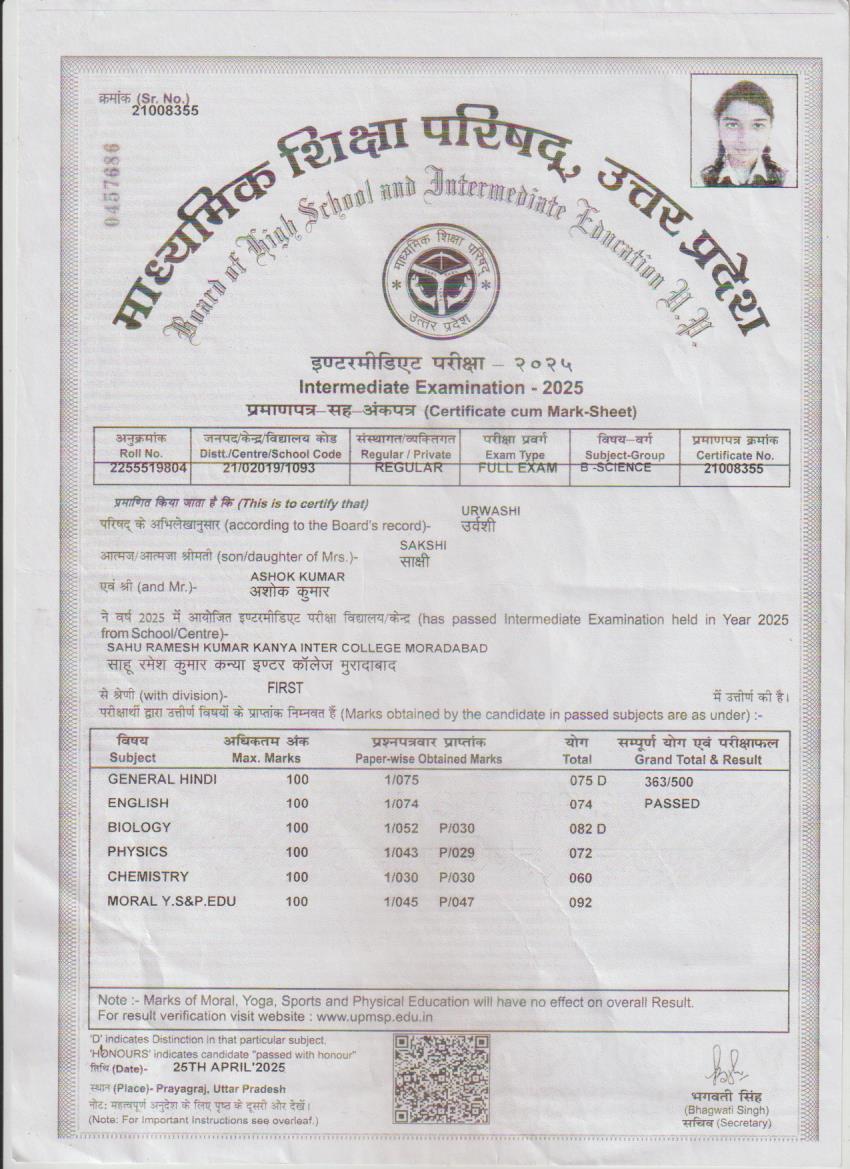 क्रमांक (Sr. No.)
21008355
0457686
माध्यमिक शिक्षा परिषद्, उत्तर प्रदेश
Board of High School and Intermediate Education U.P.
माध्यमिक शिक्षा परिषद्
उत्तर प्रदेश
इण्टरमीडिएट परीक्षा – २०२५
Intermediate Examination - 2025
प्रमाणपत्र–सह–अंकपत्र (Certificate cum Mark-Sheet)
अनुक्रमांक जनपद/केन्द्र/विद्यालय कोड संस्थागत/व्यक्तिगत परीक्षा प्रवर्ग विषय–वर्ग प्रमाणपत्र क्रमांक
Roll No. Distt./Centre/School Code Regular / Private Exam Type Subject-Group Certificate No.
2255519804 21/02019/1093 REGULAR FULL EXAM B -SCIENCE 21008355
प्रमाणित किया जाता है कि (This is to certify that)
URWASHI
परिषद् के अभिलेखानुसार (according to the Board's record)- उर्वशी
SAKSHI
आत्मज/आत्मजा श्रीमती (son/daughter of Mrs.)- साक्षी
ASHOK KUMAR
एवं श्री (and Mr.)- अशोक कुमार
ने वर्ष 2025 में आयोजित इण्टरमीडिएट परीक्षा विद्यालय/केन्द्र (has passed Intermediate Examination held in Year 2025
from School/Centre)-
SAHU RAMESH KUMAR KANYA INTER COLLEGE MORADABAD
साहू रमेश कुमार कन्या इण्टर कॉलेज मुरादाबाद
FIRST
से श्रेणी (with division)- में उत्तीर्ण की है।
परीक्षार्थी द्वारा उत्तीर्ण विषयों के प्राप्तांक निम्नवत हैं (Marks obtained by the candidate in passed subjects are as under) :-
विषय अधिकतम अंक प्रश्नपत्रवार प्राप्तांक योग सम्पूर्ण योग एवं परीक्षाफल
Subject Max. Marks Paper-wise Obtained Marks Total Grand Total & Result
GENERAL HINDI 100 1/075 075 D 363/500
ENGLISH 100 1/074 074 PASSED
BIOLOGY 100 1/052 P/030 082 D
PHYSICS 100 1/043 P/029 072
CHEMISTRY 100 1/030 P/030 060
MORAL Y.S&P.EDU 100 1/045 P/047 092
Note :- Marks of Moral, Yoga, Sports and Physical Education will have no effect on overall Result.
For result verification visit website : www.upmsp.edu.in
'D' indicates Distinction in that particular subject.
'HONOURS' indicates candidate "passed with honour"
तिथि (Date)- 25TH APRIL'2025
स्थान (Place)- Prayagraj, Uttar Pradesh
नोट: महत्वपूर्ण अनुदेश के लिए पृष्ठ के दूसरी ओर देखें।
(Note: For Important Instructions see overleaf.)
भगवती सिंह
(Bhagwati Singh)
सचिव (Secretary)